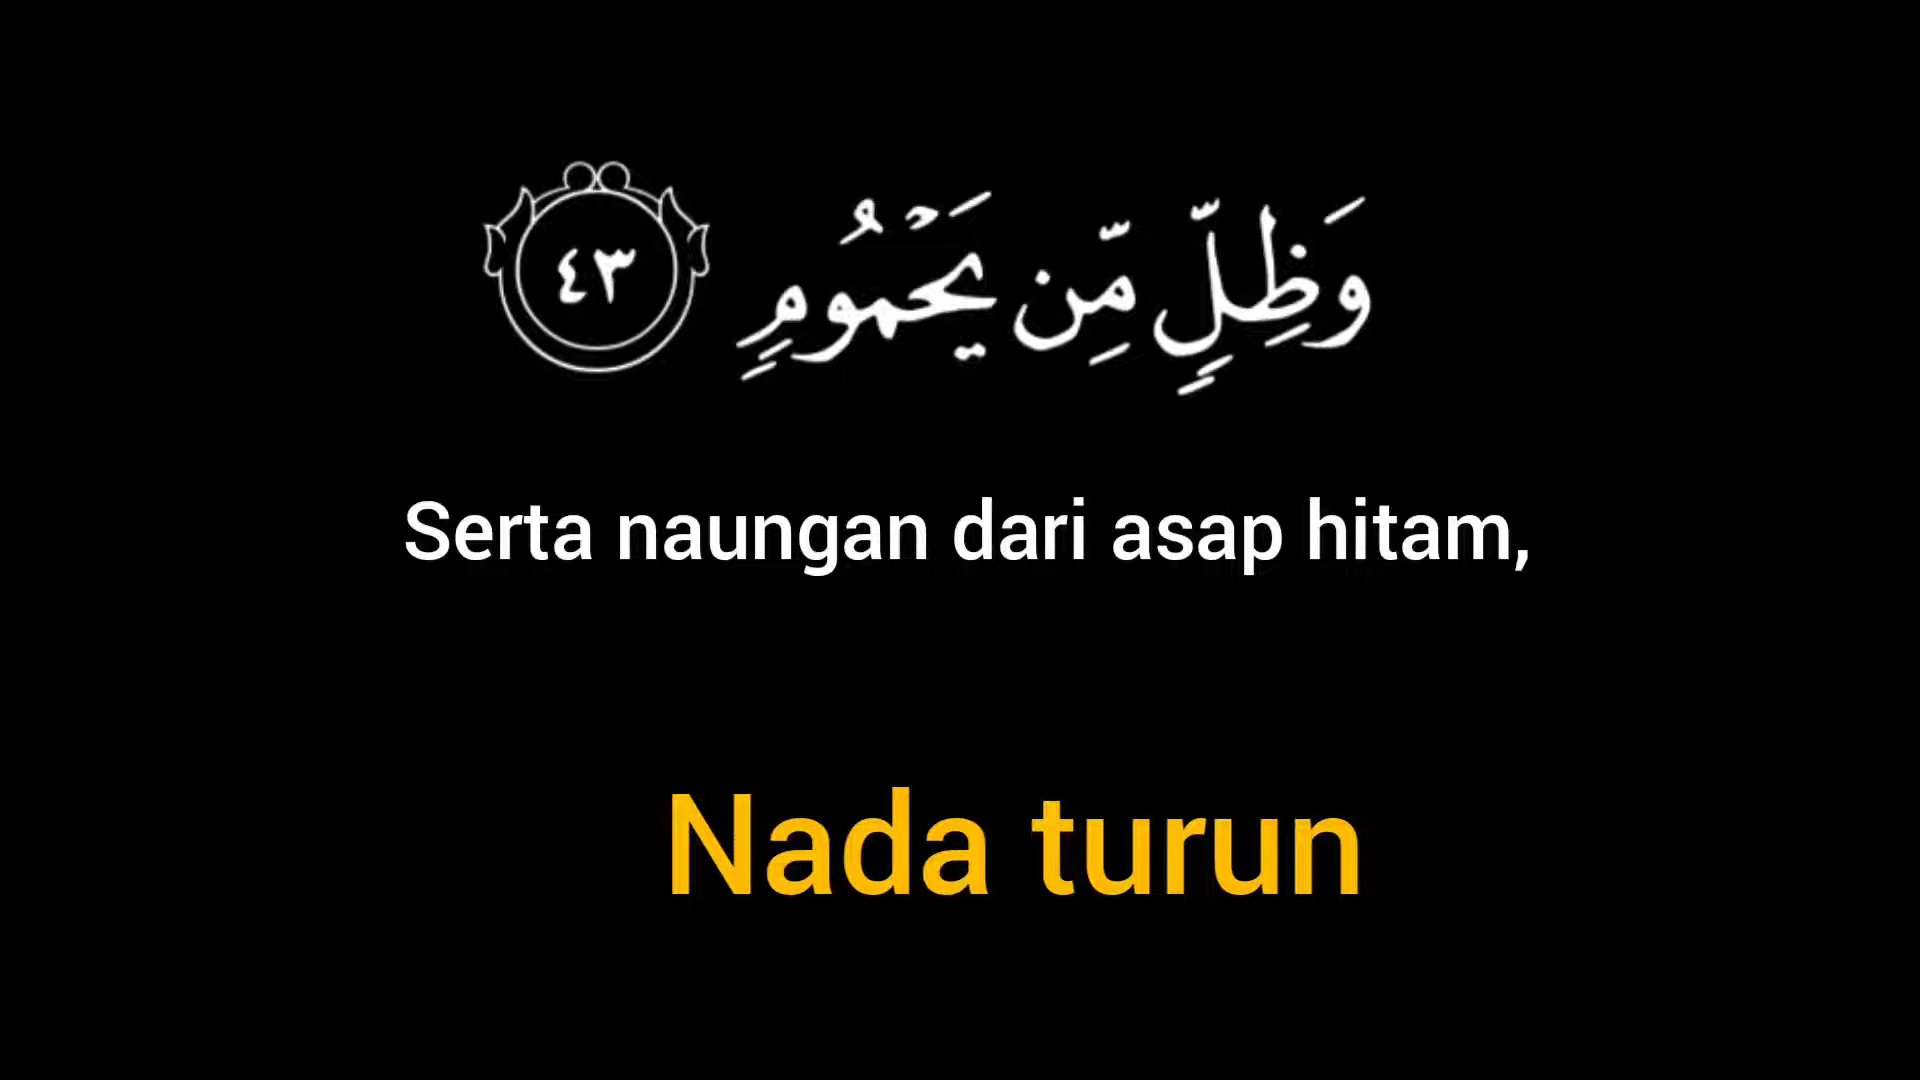 وَظِلٍّ مِّن يَحْمُومٍ ٤٣
Serta naungan dari asap hitam,
Nada turun